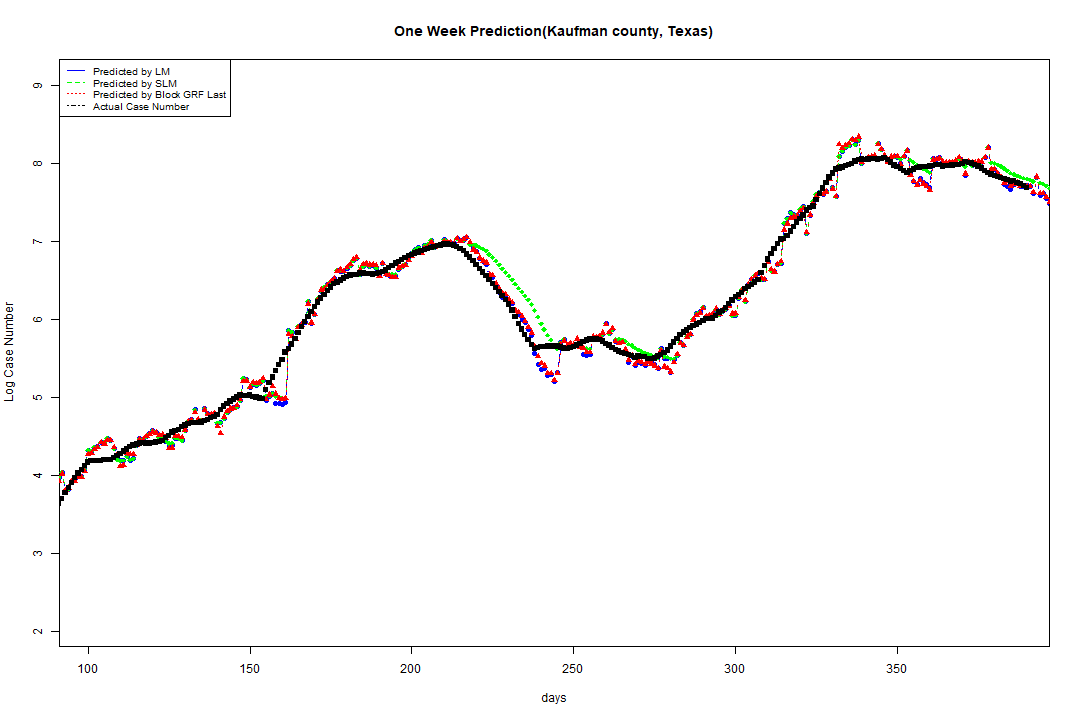 One Week Prediction(Kaufman county, Texas)
Predicted by LM
Predicted by SLM
Predicted by Block GRF Last
Actual Case Number
9
8
7
6
5
4
3
2
Log Case Number
100 150 200 250 300 350
days